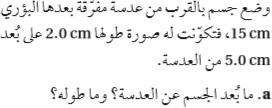 وضع جسم بالقرب من عدسة مفرّقة بعدها البؤري
15 cm، فتكوّنت له صورة طولها 2.0 cm على بُعد
5.0 cm من العدسة.
a. ما بُعد الجسم عن العدسة؟ وما طوله؟